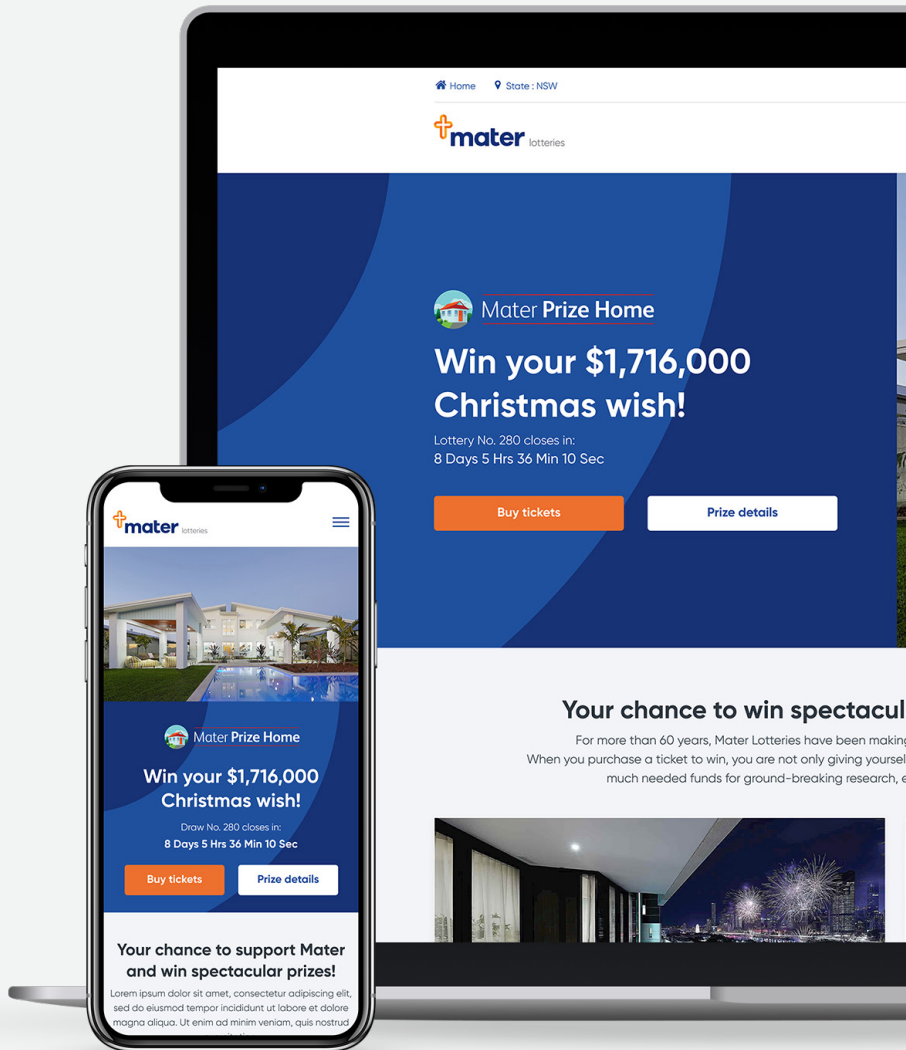 Home State : NSW
mater lotteries
Mater Prize Home
Win your $1,716,000
Christmas wish!
Lottery No. 280 closes in:
8 Days 5 Hrs 36 Min 10 Sec
Buy tickets Prize details
Your chance to win spectacul
For more than 60 years, Mater Lotteries have been making
When you purchase a ticket to win, you are not only giving yoursel
much needed funds for ground-breaking research, e
mater lotteries
Mater Prize Home
Win your $1,716,000
Christmas wish!
Draw No. 280 closes in:
8 Days 5 Hrs 36 Min 10 Sec
Buy tickets Prize details
Your chance to support Mater
and win spectacular prizes!
Lorem ipsum dolor sit amet, consectetur adipiscing elit,
sed do eiusmod tempor incididunt ut labore et dolore
magna aliqua. Ut enim ad minim veniam, quis nostrud